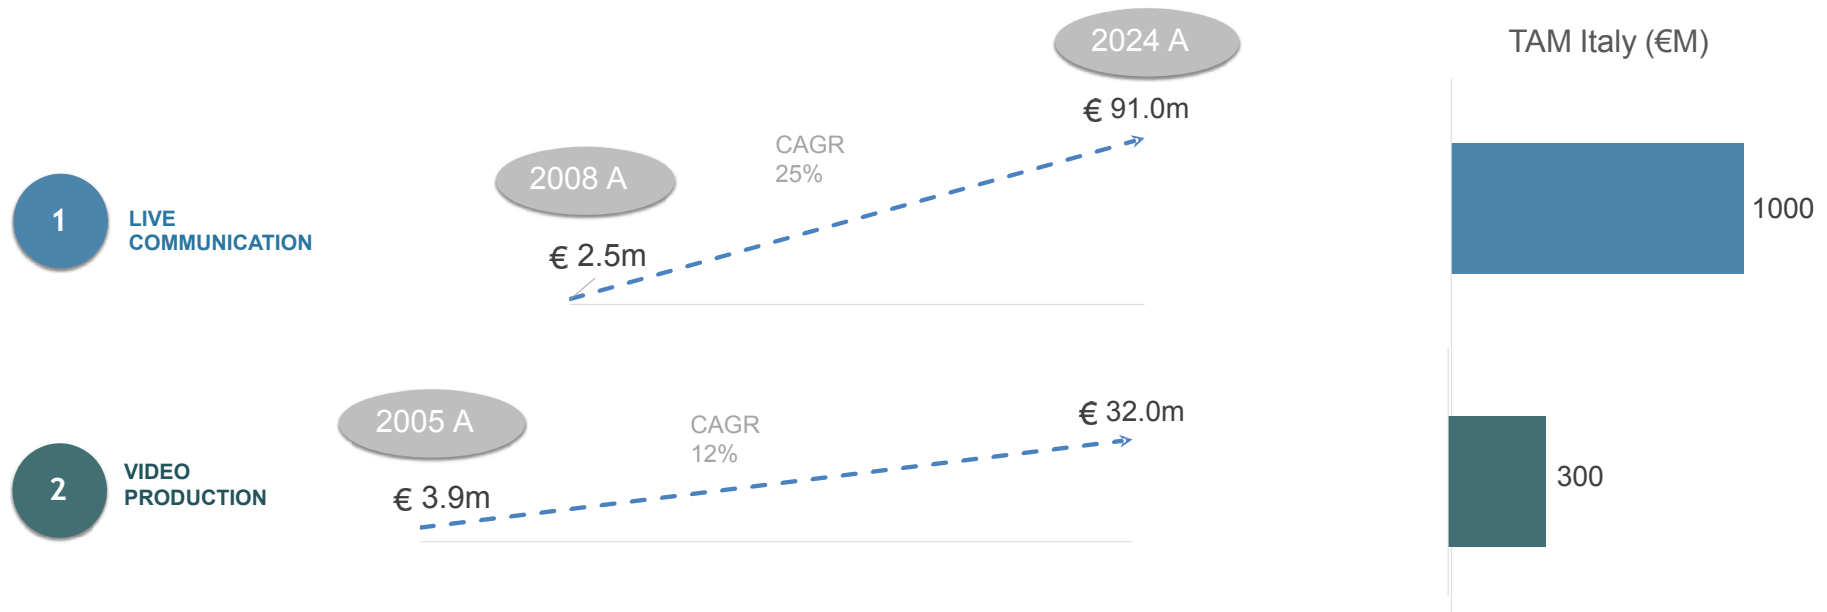 2024 A
TAM Italy (€M)
€ 91.0m
CAGR
25%
2008 A
1
LIVE
COMMUNICATION
€ 2.5m
1000
2005 A
€ 32.0m
CAGR
12%
2
VIDEO
PRODUCTION
€ 3.9m
300